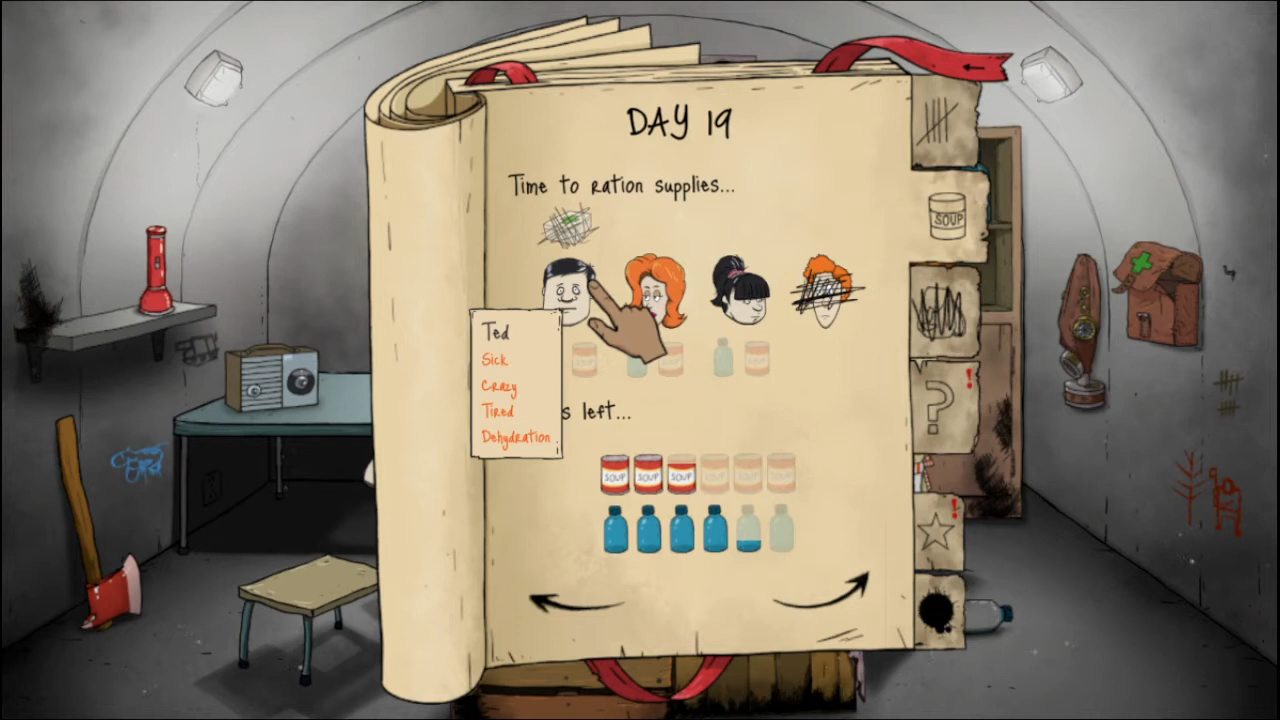 DAY 19
Time to ration supplies...
SOUP
Ted
Sick
Crazy
Tired
Dehydration
s left...
SOUP SOUP SOUP SOUP SOUP SOUP
?
!!
!!